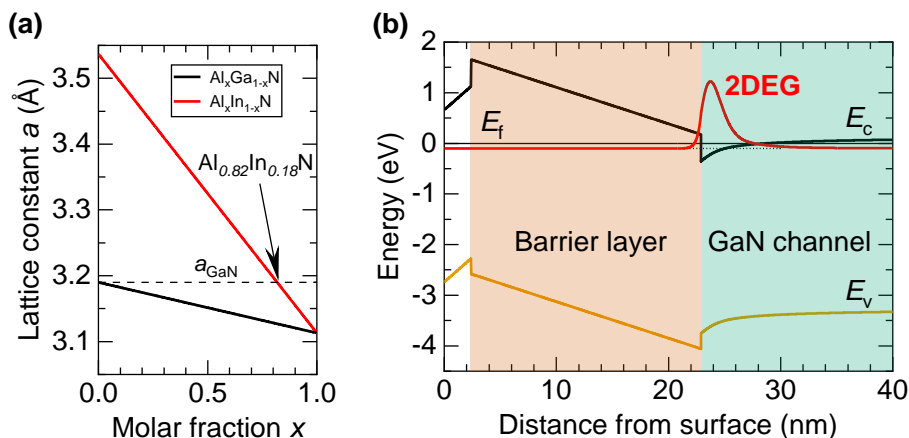 (a)
3.5
3.4
3.3
3.2
3.1
Lattice constant a (Å)
AlxGa1-xN
AlxIn1-xN
Al0.82In0.18N
aGaN
0.0
0.5
1.0
Molar fraction x
(b)
2
1
0
-1
-2
-3
-4
Energy (eV)
2DEG
Ef
Ec
Barrier layer
GaN channel
Ev
0
10
20
30
40
Distance from surface (nm)